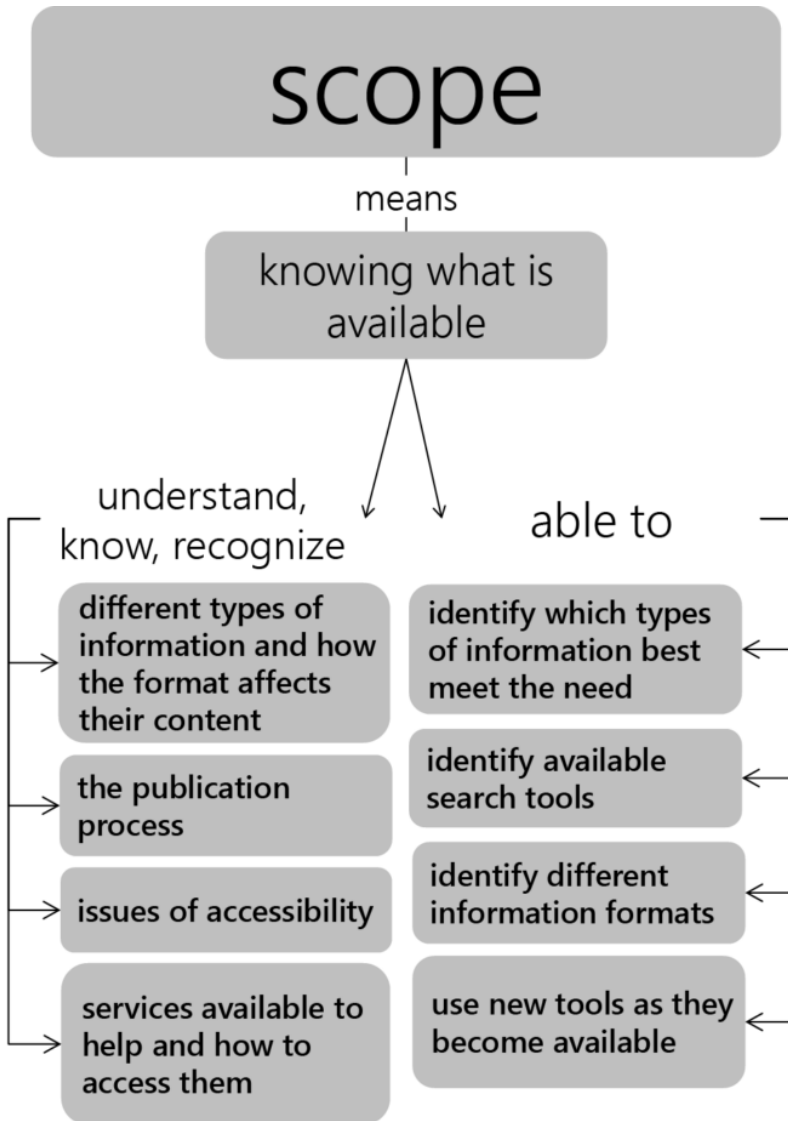 scope
means
knowing what is
available
understand,
know, recognize
different types of
information and how
the format affects
their content
the publication
process
issues of accessibility
services available to
help and how to
access them
able to
identify which types
of information best
meet the need
identify available
search tools
identify different
information formats
use new tools as they
become available